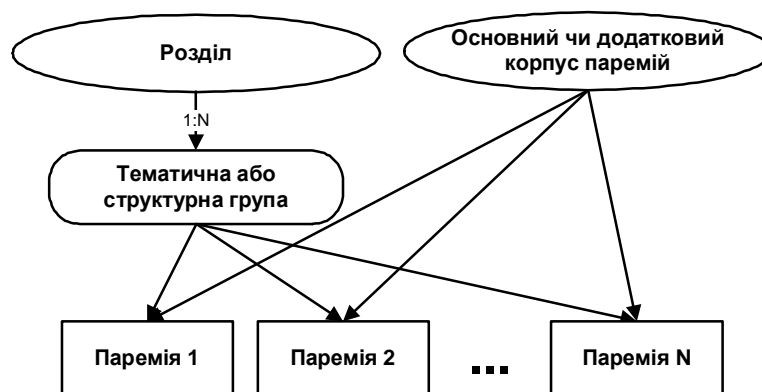 Розділ
Основний чи додатковий
корпус паремій
1:N
Тематична або
структурна група
Паремія 1
Паремія 2
...
Паремія N